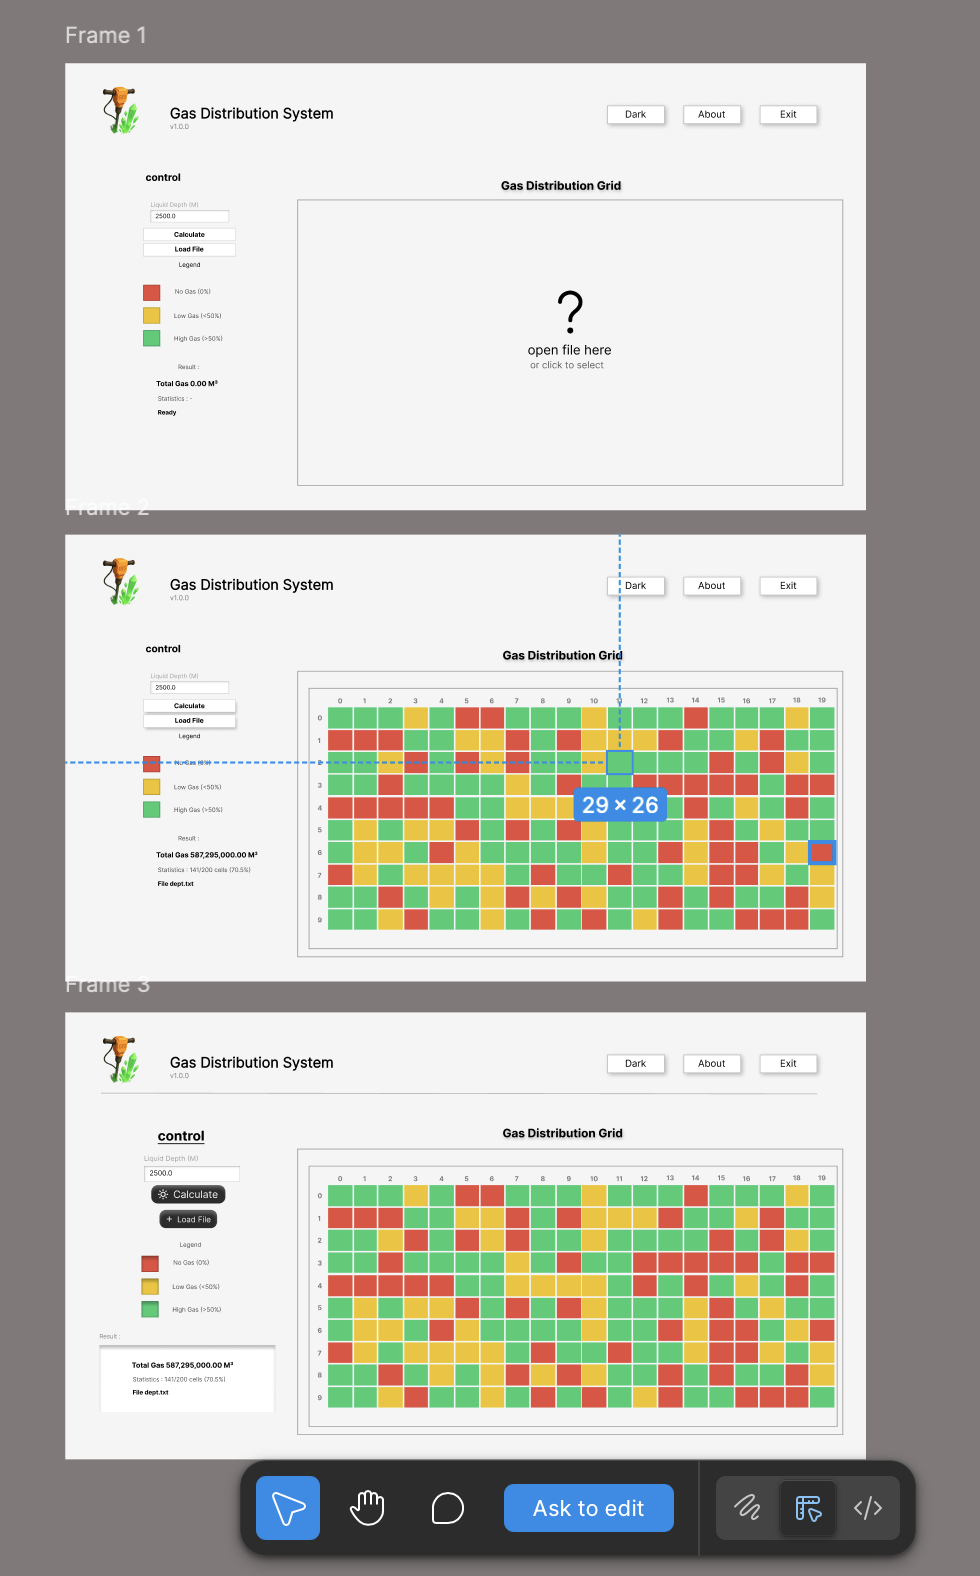 Frame 1
Gas Distribution System
v1.0.0
Dark
About
Exit
control
Gas Distribution Grid
Liquid Depth (M)
2500.0
Calculate
Load File
Legend
No Gas (0%)
Low Gas (<50%)
High Gas (>50%)
?
open file here
or click to select
Result :
Total Gas 0.00 M³
Statistics : -
Ready
Frame 2
Gas Distribution System
v1.0.0
Dark
About
Exit
control
Gas Distribution Grid
Liquid Depth (M)
2500.0
Calculate
Load File
Legend
No Gas (0%)
Low Gas (<50%)
High Gas (>50%)
Result :
Total Gas 587,295,000.00 M³
Statistics : 141/200 cells (70.5%)
File dept.txt
0 1 2 3 4 5 6 7 8 9 10 12 13 14 15 16 17 18 19
0
1
2
3
4
5
6
7
8
9
29 × 26
Frame 3
Gas Distribution System
v1.0.0
Dark
About
Exit
control
Gas Distribution Grid
Liquid Depth (M)
2500.0
Calculate
+ Load File
Legend
No Gas (0%)
Low Gas (<50%)
High Gas (>50%)
Result :
Total Gas 587,295,000.00 M³
Statistics : 141/200 cells (70.5%)
File dept.txt
0 1 2 3 4 5 6 7 8 9 10 11 12 13 14 15 16 17 18 19
0
1
2
3
4
5
6
7
8
9
Ask to edit